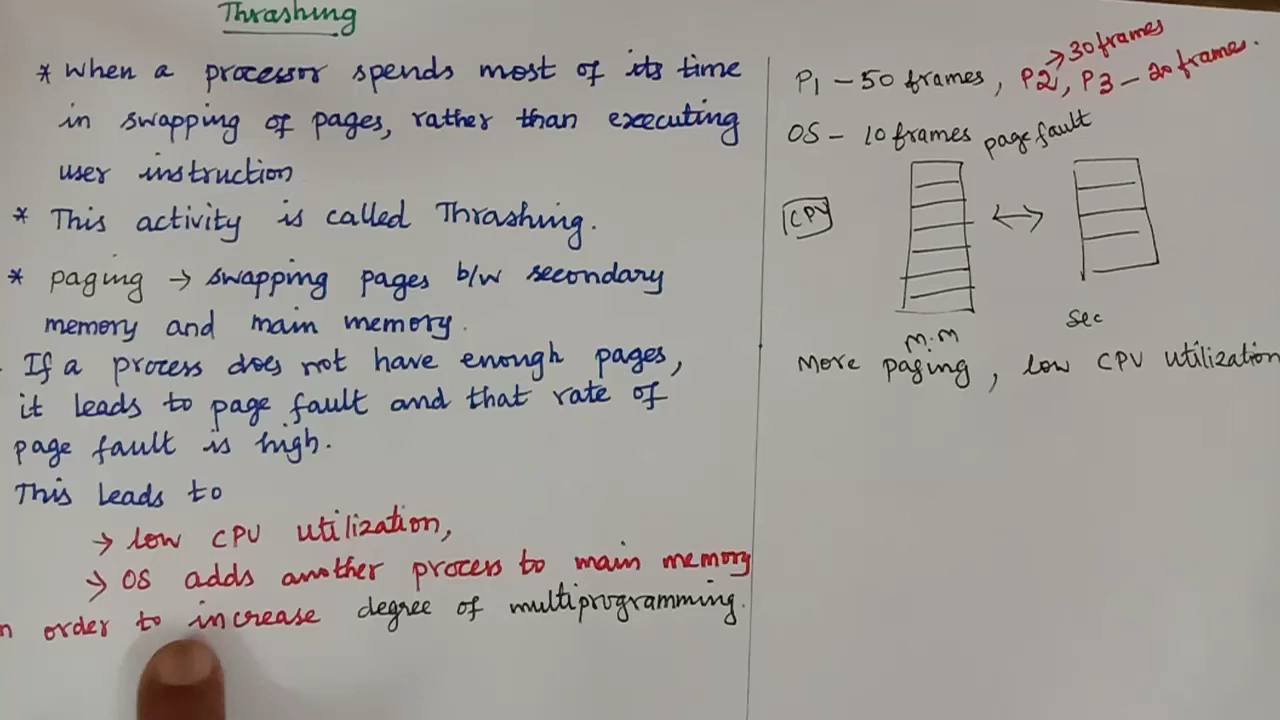 Thrashing
* When a processor spends most of its time
in swapping of pages, rather than executing
user instruction
* This activity is called Thrashing.
* paging → swapping pages b/w secondary
memory and main memory.
If a process does not have enough pages,
it leads to page fault and that rate of
page fault is high.
This leads to
→ low CPU utilization,
→ OS adds another process to main memory
n order to increase degree of multiprogramming.
→ 30 frames
P1 - 50 frames, P2, P3 - 20 frame.
OS - 10 frames page fault
CPU
M.M
Sec
More paging, low CPU utilization